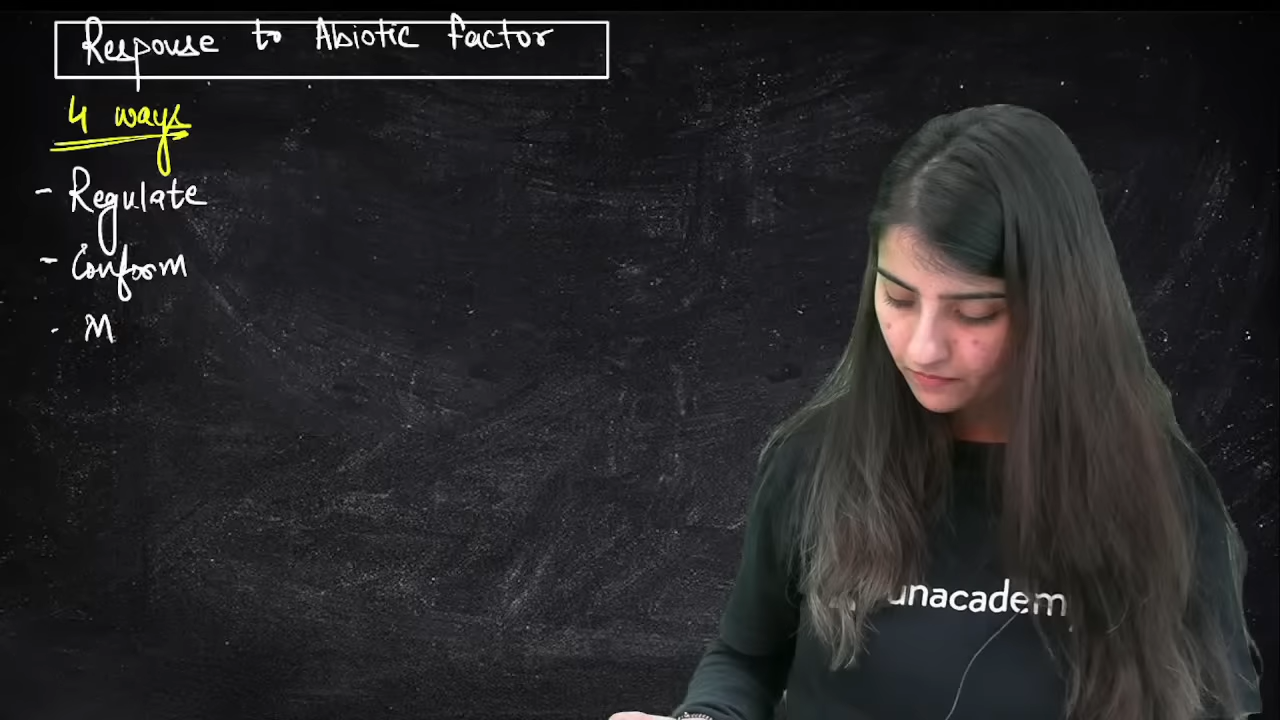 Response to Abiotic factor
4 ways
- Regulate
- Conform
. M
unacadem